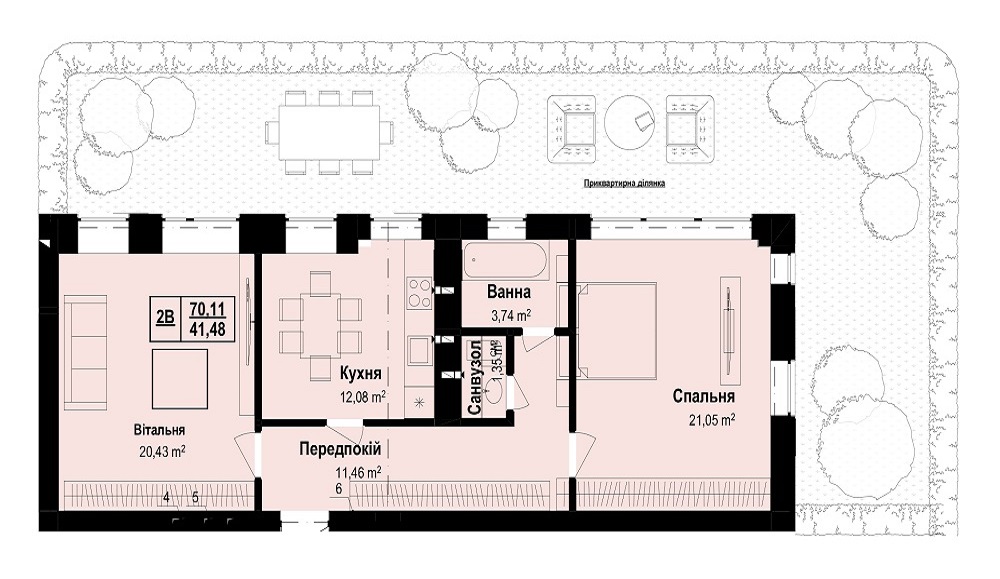 Приквартирна ділянка
2В
70,11
41,48
Ванна
3,74 m²
Кухня
12,08 m²
Санвузол
1,35 m²
Спальня
21,05 m²
Вітальня
20,43 m²
Передпокій
11,46 m²
4
5
6